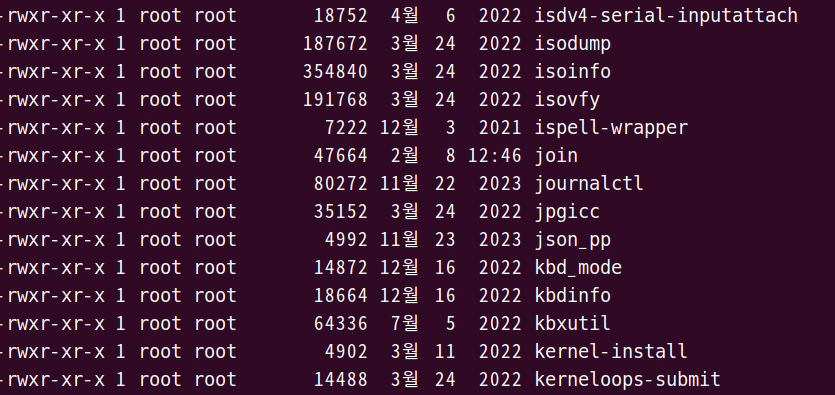 -rwxr-xr-x 1 root root 18752 4월 6 2022 isdv4-serial-inputattach
-rwxr-xr-x 1 root root 187672 3월 24 2022 isodump
-rwxr-xr-x 1 root root 354840 3월 24 2022 isoinfo
-rwxr-xr-x 1 root root 191768 3월 24 2022 isovfy
-rwxr-xr-x 1 root root 7222 12월 3 2021 ispell-wrapper
-rwxr-xr-x 1 root root 47664 2월 8 12:46 join
-rwxr-xr-x 1 root root 80272 11월 22 2023 journalctl
-rwxr-xr-x 1 root root 35152 3월 24 2022 jpgicc
-rwxr-xr-x 1 root root 4992 11월 23 2023 json_pp
-rwxr-xr-x 1 root root 14872 12월 16 2022 kbd_mode
-rwxr-xr-x 1 root root 18664 12월 16 2022 kbdinfo
-rwxr-xr-x 1 root root 64336 7월 5 2022 kbxutil
-rwxr-xr-x 1 root root 4902 3월 11 2022 kernel-install
-rwxr-xr-x 1 root root 14488 3월 24 2022 kerneloops-submit